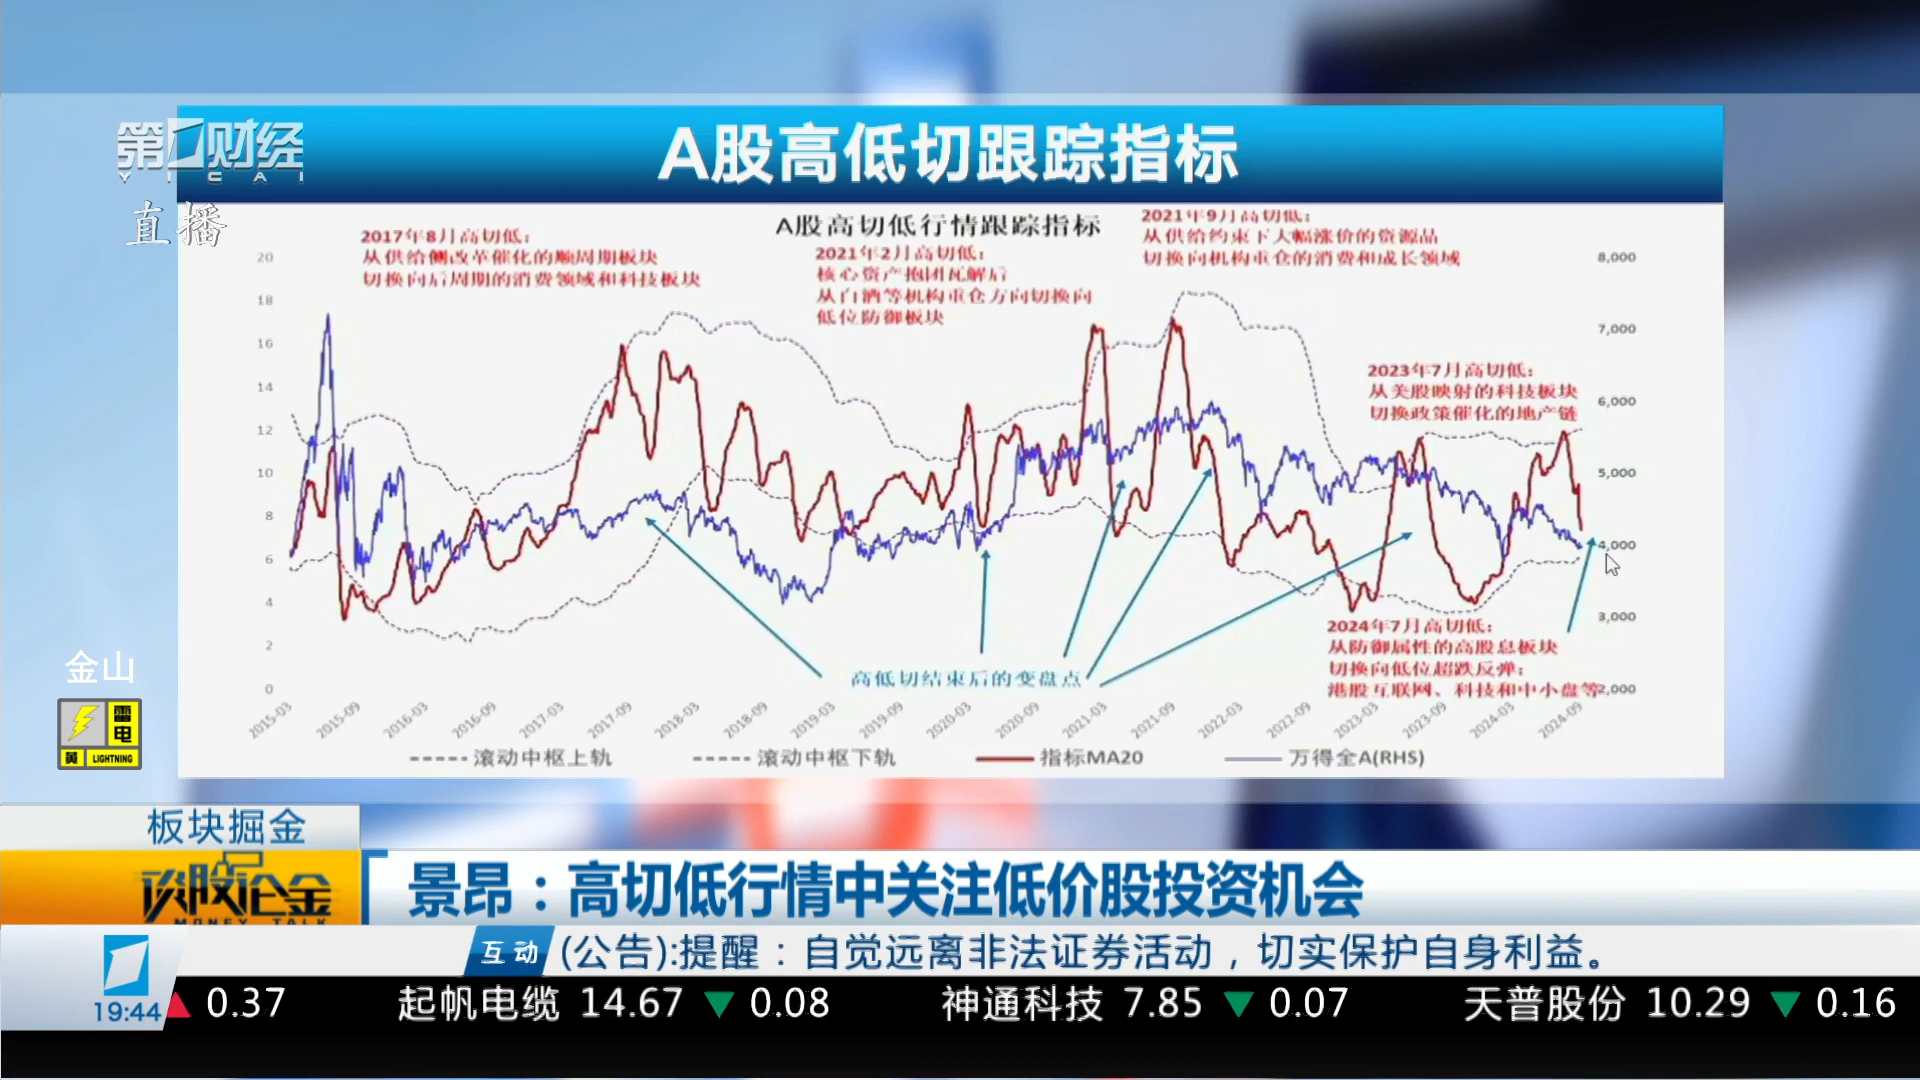 A股高低切跟踪指标
第一财经
YICAI
直播
A股高切低行情跟踪指标
2017年8月高切低：
从供给侧改革催化的顺周期板块
切换向后周期的消费领域和科技板块
2021年2月高切低：
核心资产抱团瓦解后
从白酒等机构重仓方向切换向
低位防御板块
2021年9月高切低：
从供给约束下大幅涨价的资源品
切换向机构重仓的消费和成长领域
2023年7月高切低：
从美股映射的科技板块
切换政策催化的地产链
2024年7月高切低：
从防御属性的高股息板块
切换向低位超跌反弹：
港股互联网、科技和中小盘等
高低切结束后的变盘点
20
18
16
14
12
10
8
6
4
2
0
8,000
7,000
6,000
5,000
4,000
3,000
2,000
2015-03
2015-09
2016-03
2016-09
2017-03
2017-09
2018-03
2018-09
2019-03
2019-09
2020-03
2020-09
2021-03
2021-09
2022-03
2022-09
2023-03
2023-09
2024-03
2024-09
滚动中枢上轨 滚动中枢下轨 指标MA20 万得全A(RHS)
金山
雷电
黄 LIGHTNING
板块掘金
谈股论金
MONEY TALK
景昂：高切低行情中关注低价股投资机会
互动 (公告):提醒：自觉远离非法证券活动，切实保护自身利益。
19:44
▲ 0.37 起帆电缆 14.67 ▼ 0.08 神通科技 7.85 ▼ 0.07 天普股份 10.29 ▼ 0.16